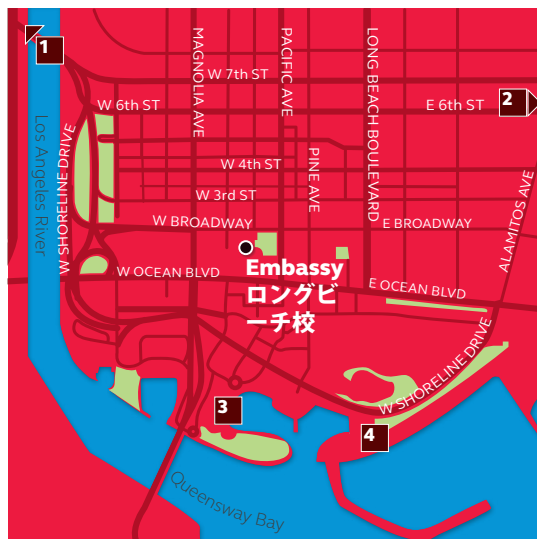 1
W 7th ST
MAGNOLIA AVE
PACIFIC AVE
LONG BEACH BOULEVARD
W 6th ST
E 6th ST
2
Los Angeles River
W SHORELINE DRIVE
W 4th ST
PINE AVE
W 3rd ST
W BROADWAY
E BROADWAY
ALAMITOS AVE
Embassy
ロングビ
ーチ校
W OCEAN BLVD
E OCEAN BLVD
W SHORELINE DRIVE
3
4
Queensway Bay